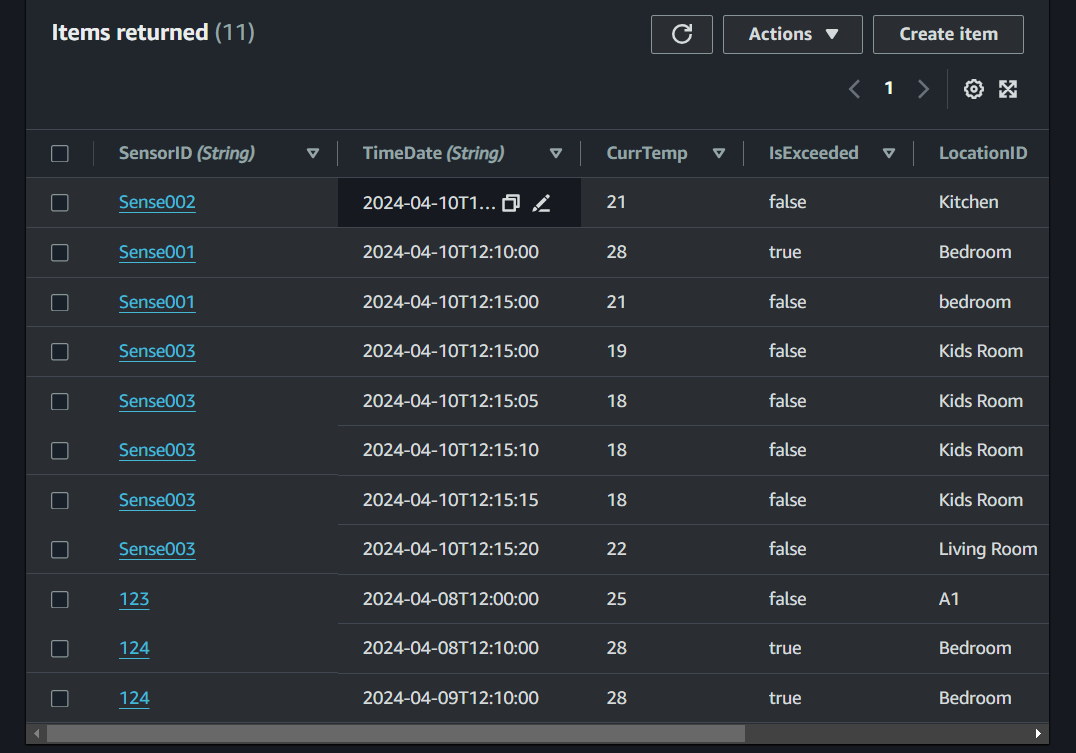 Items returned (11)
Actions
Create item
1
SensorID (String) TimeDate (String) CurrTemp IsExceeded LocationID
Sense002 2024-04-10T1... 21 false Kitchen
Sense001 2024-04-10T12:10:00 28 true Bedroom
Sense001 2024-04-10T12:15:00 21 false bedroom
Sense003 2024-04-10T12:15:00 19 false Kids Room
Sense003 2024-04-10T12:15:05 18 false Kids Room
Sense003 2024-04-10T12:15:10 18 false Kids Room
Sense003 2024-04-10T12:15:15 18 false Kids Room
Sense003 2024-04-10T12:15:20 22 false Living Room
123 2024-04-08T12:00:00 25 false A1
124 2024-04-08T12:10:00 28 true Bedroom
124 2024-04-09T12:10:00 28 true Bedroom